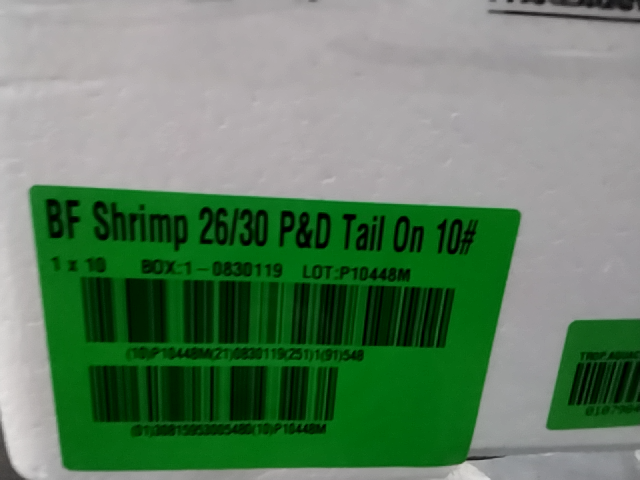 BF Shrimp 26/30 P&D Tail On 10#
1 x 10 BOX:1-0830119 LOT:P10448M
(10)P10448M(21)0830119(251)1(91)548
(01)30815953005480(10)P10448M